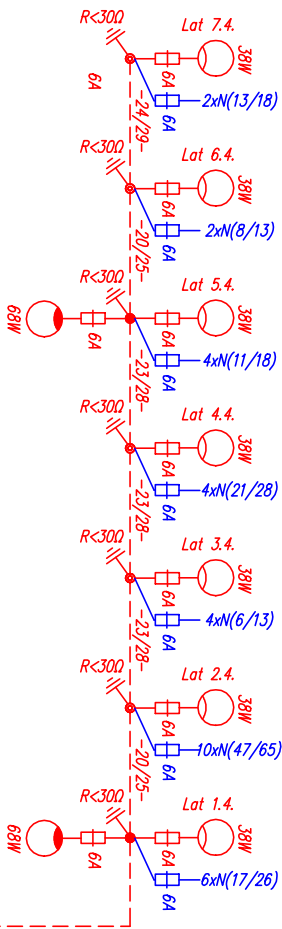 Lat 7.4.
R<30Ω
38W
6A
2xN(13/18)
6A
6A
-24/29-
Lat 6.4.
R<30Ω
38W
6A
2xN(8/13)
6A
-20/25-
Lat 5.4.
R<30Ω
38W
6A
68W
6A
4xN(11/18)
6A
-23/28-
Lat 4.4.
R<30Ω
38W
6A
4xN(21/28)
6A
-23/28-
Lat 3.4.
R<30Ω
38W
6A
4xN(6/13)
6A
-23/28-
Lat 2.4.
R<30Ω
38W
6A
10xN(47/65)
6A
-20/25-
Lat 1.4.
R<30Ω
38W
6A
68W
6A
6xN(17/26)
6A